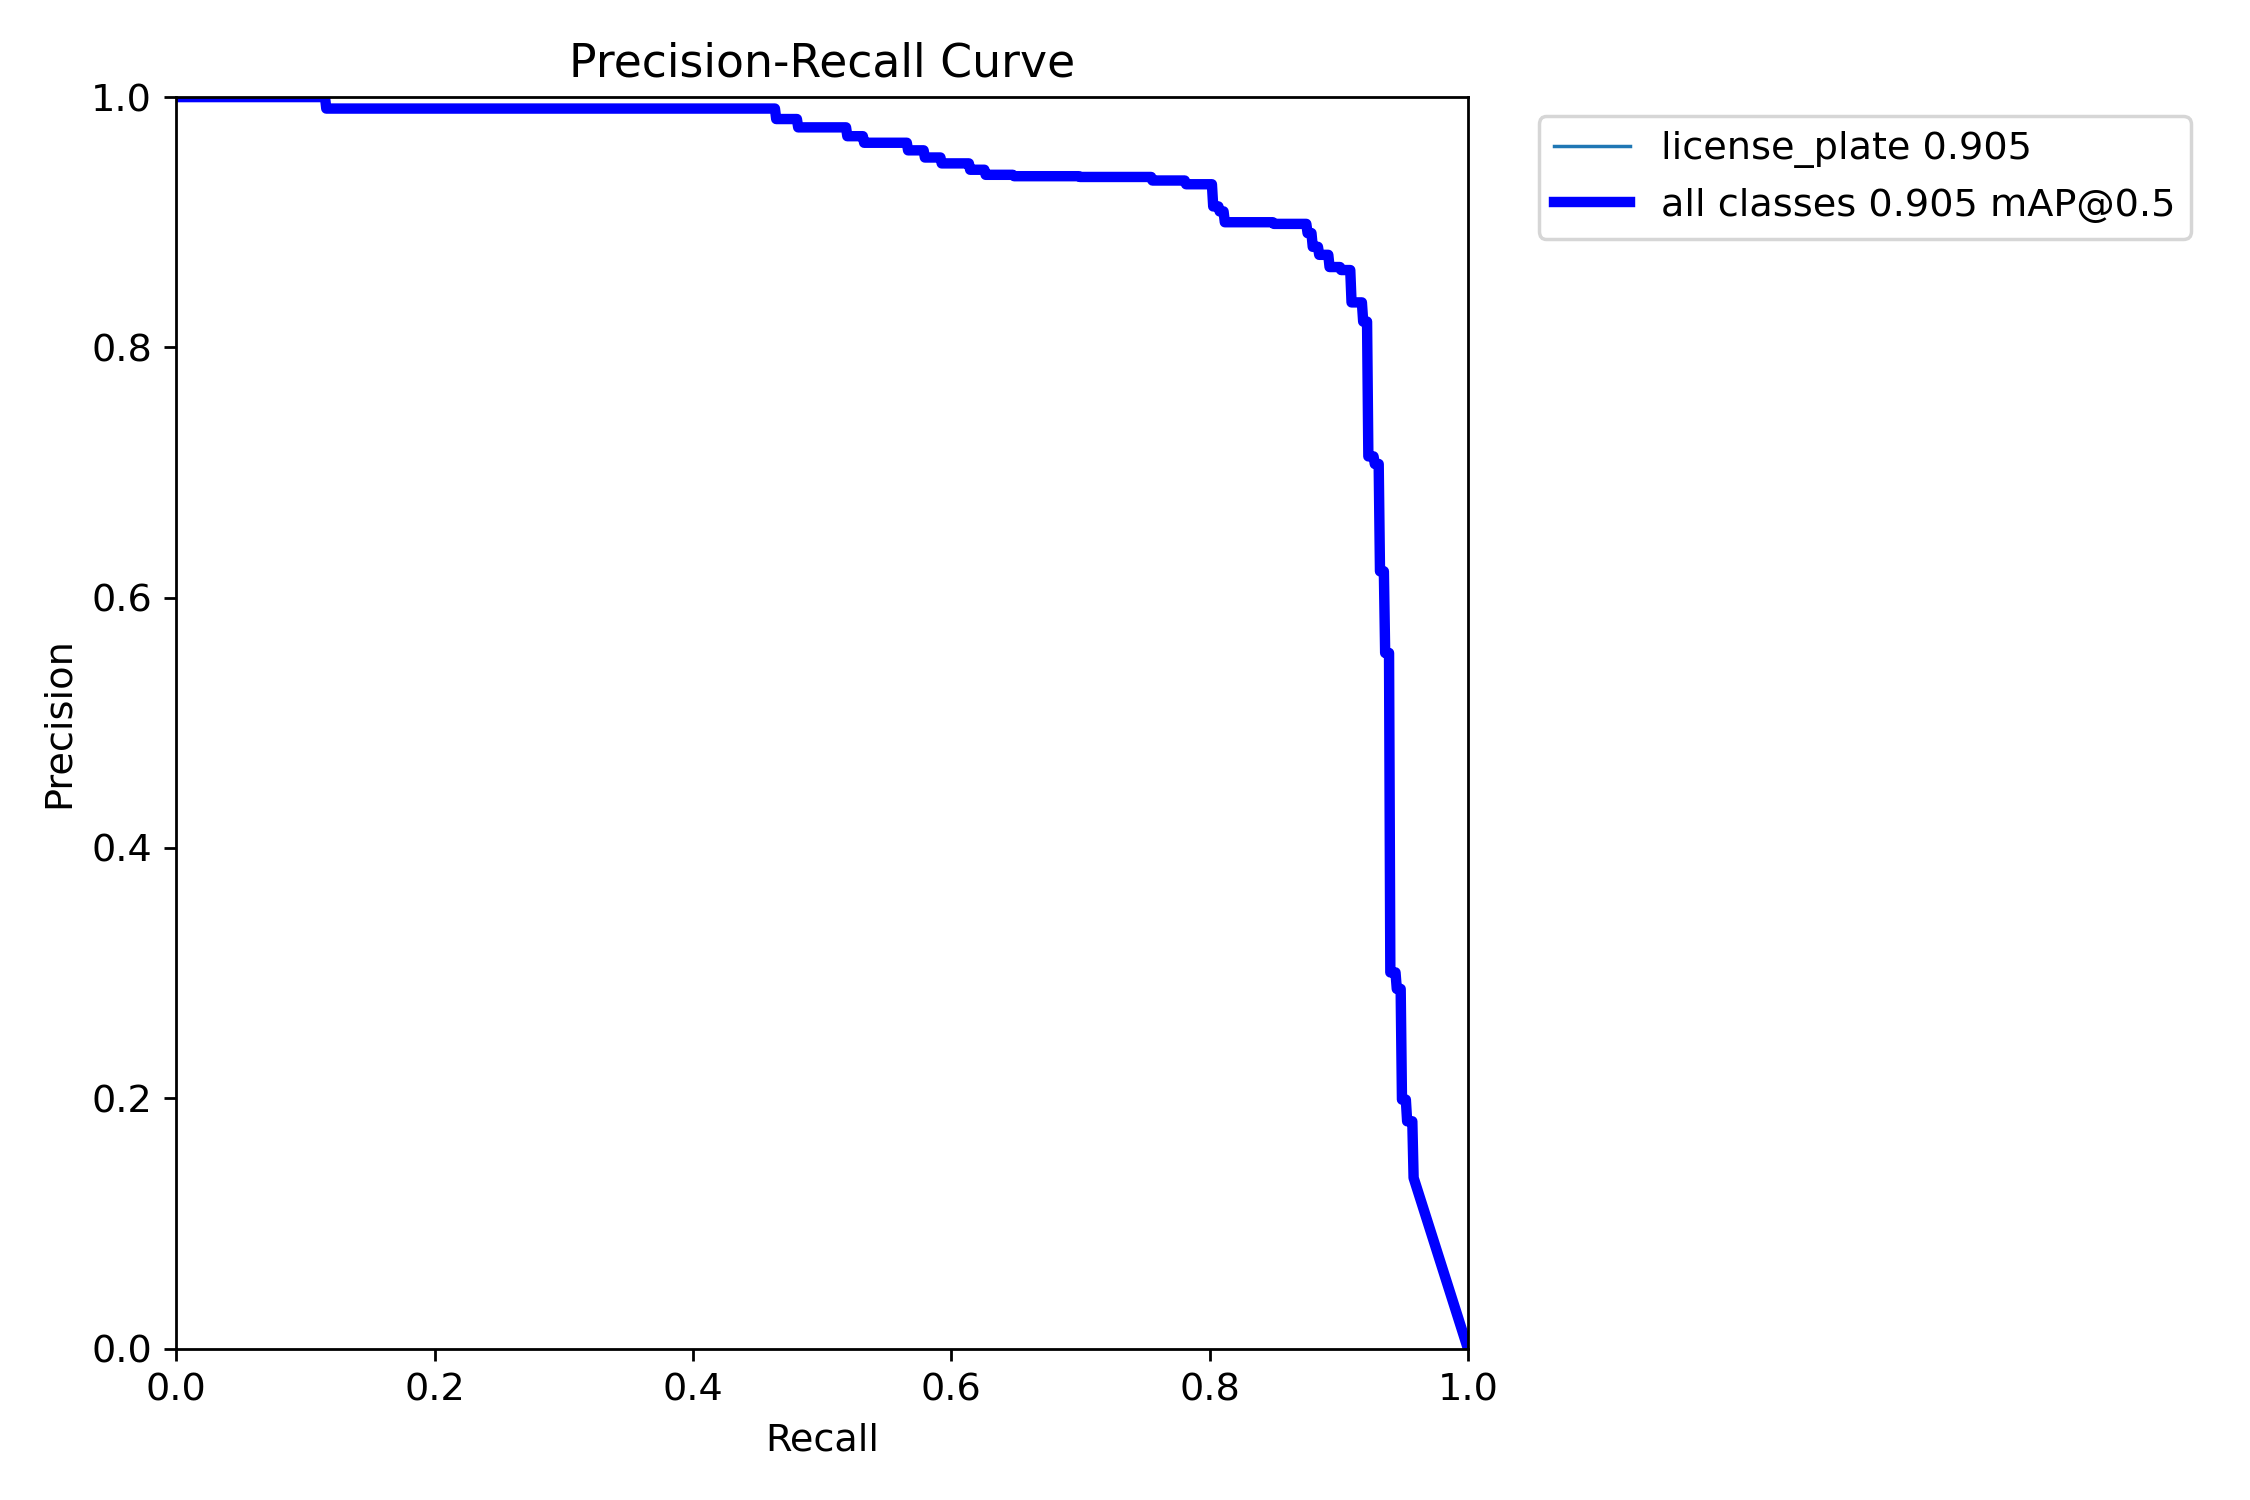 Precision-Recall Curve
1.0
0.8
0.6
0.4
0.2
0.0
Precision
0.0 0.2 0.4 0.6 0.8 1.0
Recall
license_plate 0.905
all classes 0.905 mAP@0.5